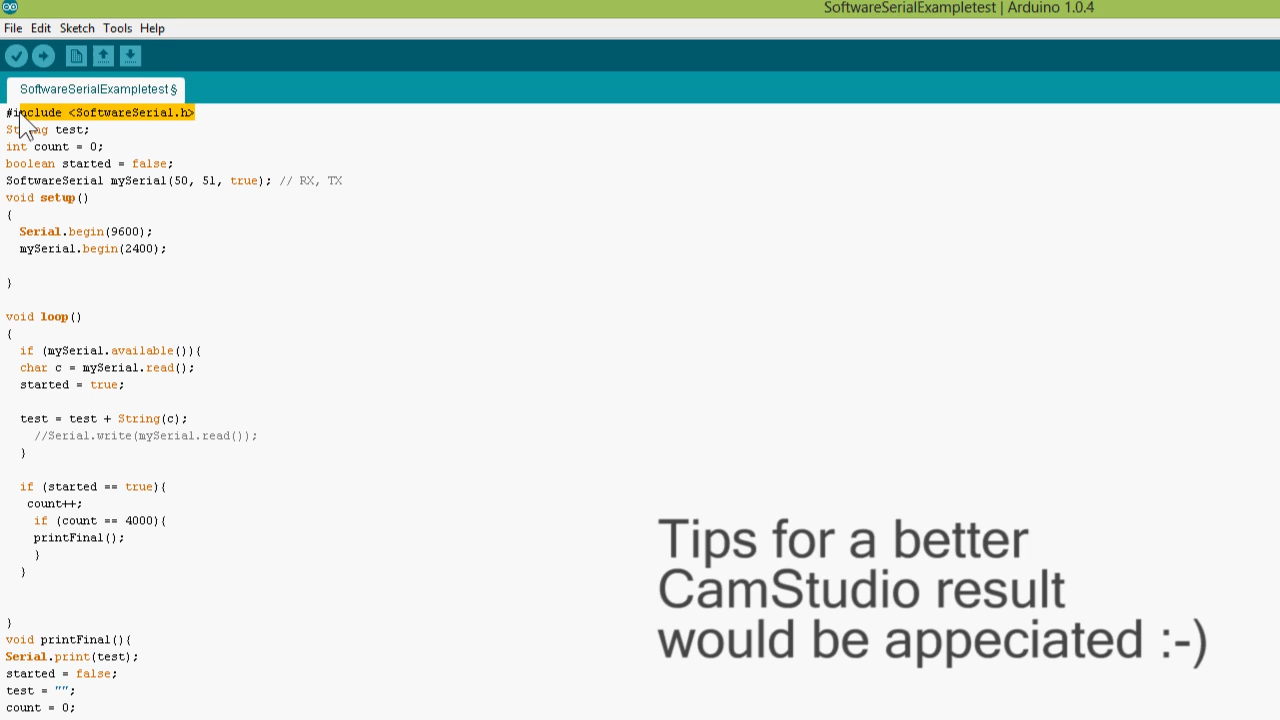 SoftwareSerialExampletest | Arduino 1.0.4
File Edit Sketch Tools Help
SoftwareSerialExampletest §
#include <SoftwareSerial.h>
String test;
int count = 0;
boolean started = false;
SoftwareSerial mySerial(50, 51, true); // RX, TX
void setup()
{
  Serial.begin(9600);
  mySerial.begin(2400);
}
void loop()
{
  if (mySerial.available()){
  char c = mySerial.read();
  started = true;
  test = test + String(c);
    //Serial.write(mySerial.read());
  }
  if (started == true){
   count++;
    if (count == 4000){
    printFinal();
    }
  }
}
void printFinal(){
Serial.print(test);
started = false;
test = "";
count = 0;
Tips for a better
CamStudio result
would be appeciated :-)